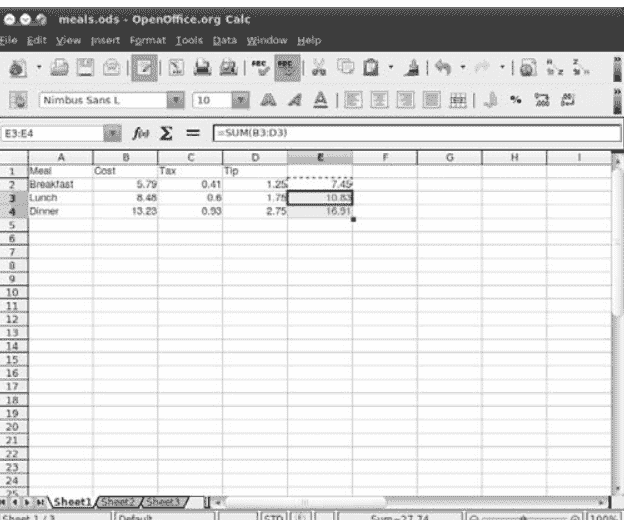 meals.ods - OpenOffice.org Calc
File Edit View Insert Format Tools Data Window Help
Nimbus Sans L 10
E3:E4 f(x) Σ = =SUM(B3:D3)
A B C D E F G H I
1 Meal Cost Tax Tip
2 Breakfast 5.79 0.41 1.25 7.45
3 Lunch 8.48 0.6 1.75 10.83
4 Dinner 13.23 0.93 2.75 16.91
5
6
7
8
9
10
11
12
13
14
15
16
17
18
19
20
21
22
23
24
25
Sheet1 Sheet2 Sheet3
Sheet 1 / 3 Default STD Sum=27.74 100%